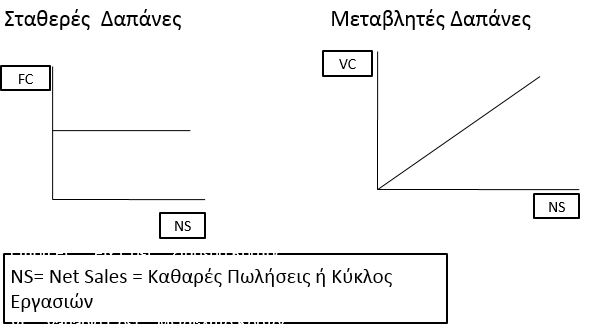 Σταθερές Δαπάνες
Μεταβλητές Δαπάνες
FC
NS
VC
NS
NS= Net Sales = Καθαρές Πωλήσεις ή Κύκλος
Εργασιών